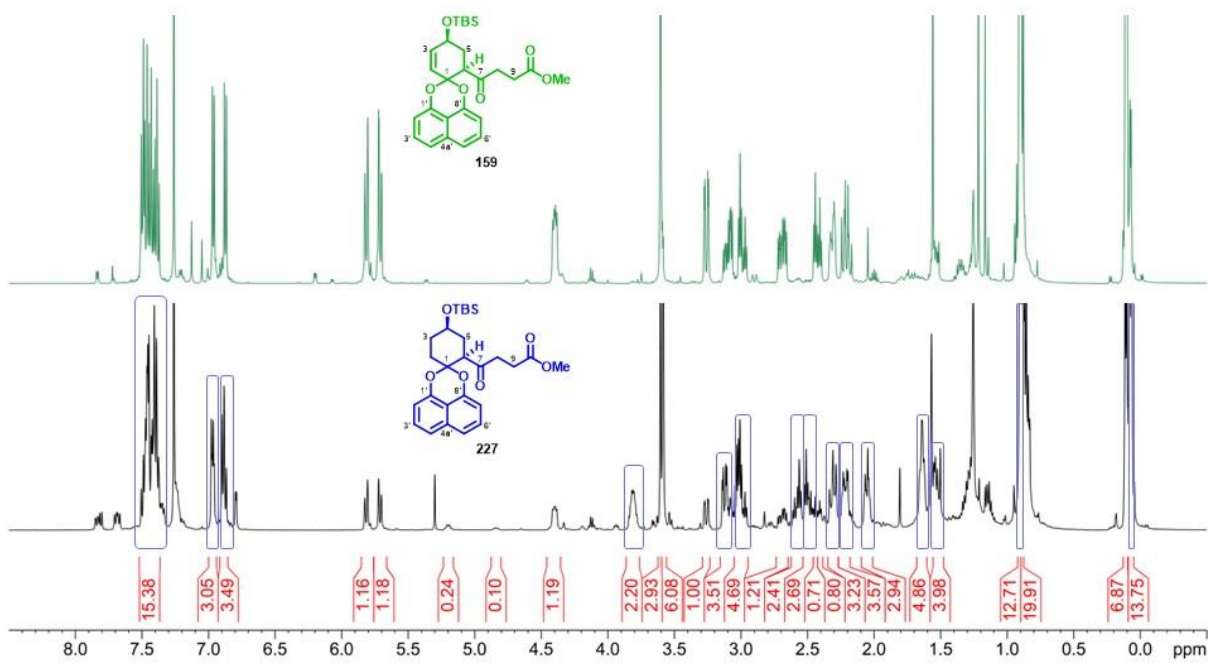 OTBS
3
5
H
1
7
9
O
O
OMe
O
O
1'
8'
3'
6'
4a'
159
OTBS
3
5
H
1
7
9
O
O
OMe
O
O
1'
8'
3'
6'
4a'
227
15.38
3.05
3.49
1.16
1.18
0.24
0.10
1.19
2.20
2.93
6.08
1.00
3.51
4.69
1.21
2.41
2.69
0.71
0.80
3.23
3.57
2.94
4.86
3.98
12.71
19.91
6.87
13.75
8.0 7.5 7.0 6.5 6.0 5.5 5.0 4.5 4.0 3.5 3.0 2.5 2.0 1.5 1.0 0.5 0.0 ppm